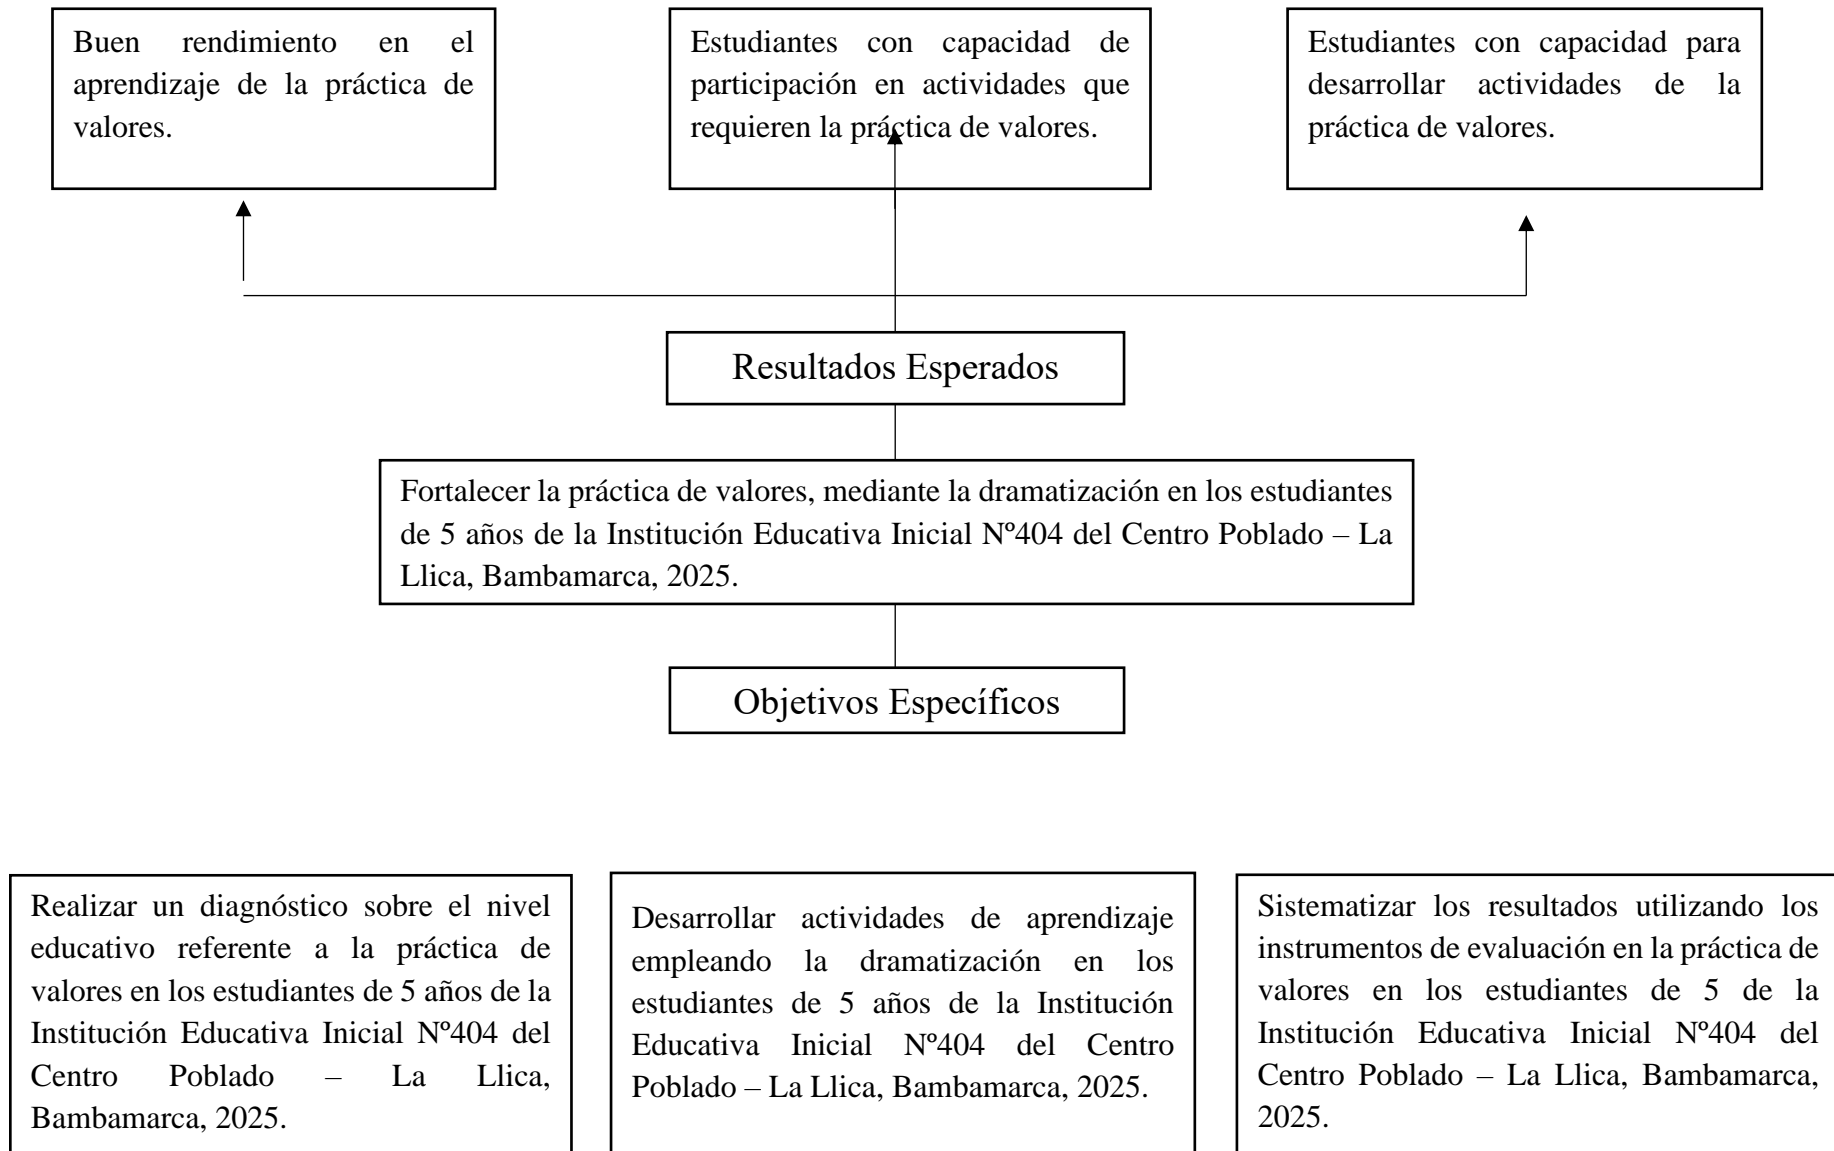 Buen rendimiento en el
aprendizaje de la práctica de
valores.
Estudiantes con capacidad de
participación en actividades que
requieren la práctica de valores.
Estudiantes con capacidad para
desarrollar actividades de la
práctica de valores.
Resultados Esperados
Fortalecer la práctica de valores, mediante la dramatización en los estudiantes
de 5 años de la Institución Educativa Inicial Nº404 del Centro Poblado – La
Llica, Bambamarca, 2025.
Objetivos Específicos
Realizar un diagnóstico sobre el nivel
educativo referente a la práctica de
valores en los estudiantes de 5 años de la
Institución Educativa Inicial Nº404 del
Centro Poblado – La Llica,
Bambamarca, 2025.
Desarrollar actividades de aprendizaje
empleando la dramatización en los
estudiantes de 5 años de la Institución
Educativa Inicial Nº404 del Centro
Poblado – La Llica, Bambamarca, 2025.
Sistematizar los resultados utilizando los
instrumentos de evaluación en la práctica de
valores en los estudiantes de 5 de la
Institución Educativa Inicial Nº404 del
Centro Poblado – La Llica, Bambamarca,
2025.